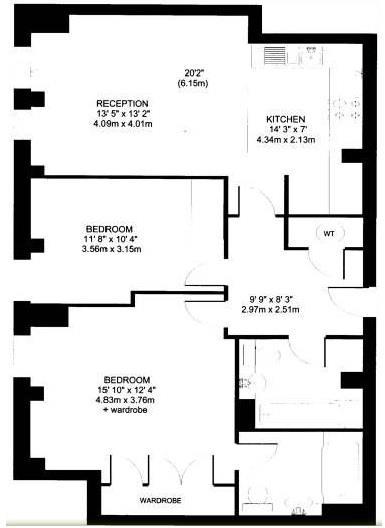 20'2"
(6.15m)
RECEPTION
13' 5" x 13' 2"
4.09m x 4.01m
KITCHEN
14' 3" x 7'
4.34m x 2.13m
BEDROOM
11' 8" x 10' 4"
3.56m x 3.15m
WT
9' 9" x 8' 3"
2.97m x 2.51m
BEDROOM
15' 10" x 12' 4"
4.83m x 3.76m
+ wardrobe
WARDROBE